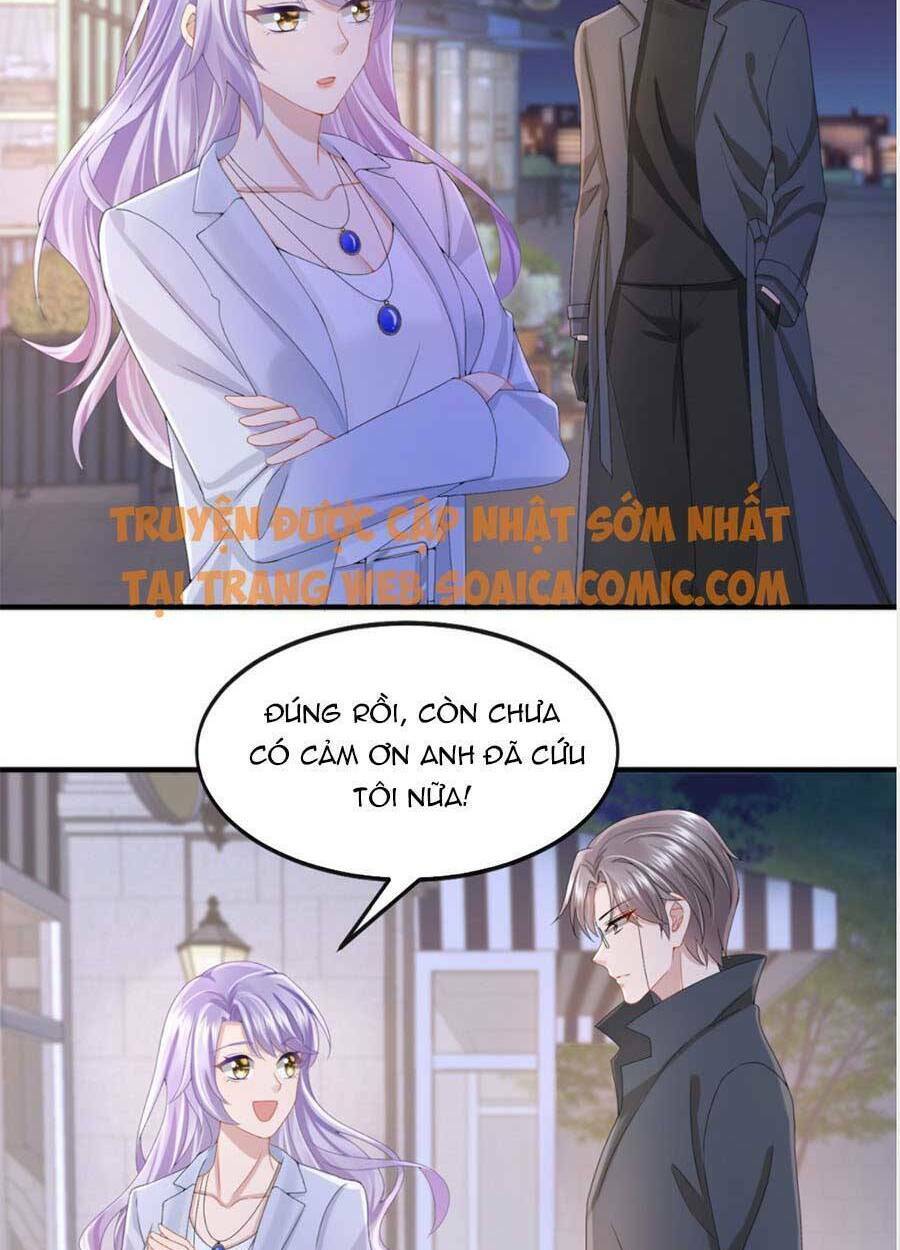 TRUYỆN ĐƯỢC CẬP NHẬT SỚM NHẤT
TẠI TRANG WEB SOAICACOMIC.COM
ĐÚNG RỒI, CÒN CHƯA
CÓ CẢM ƠN ANH ĐÃ CỨU
TÔI NỮA!